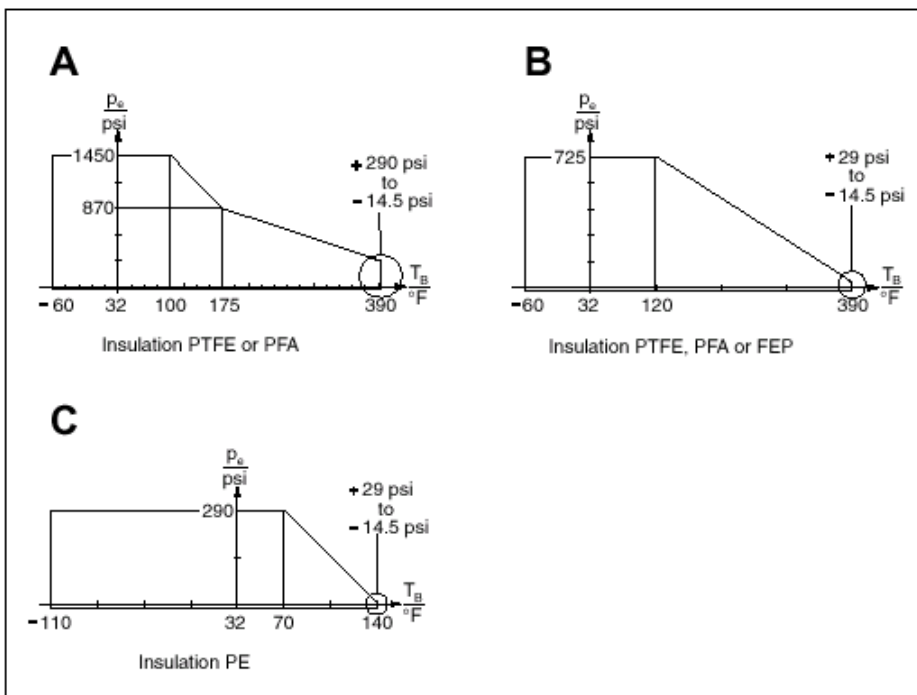 A
p_e
psi
1450
870
+ 290 psi
to
- 14.5 psi
T_B
°F
-60 32 100 175 390
Insulation PTFE or PFA
B
p_e
psi
725
+ 29 psi
to
- 14.5 psi
T_B
°F
-60 32 120 390
Insulation PTFE, PFA or FEP
C
p_e
psi
290
+ 29 psi
to
- 14.5 psi
T_B
°F
-110 32 70 140
Insulation PE